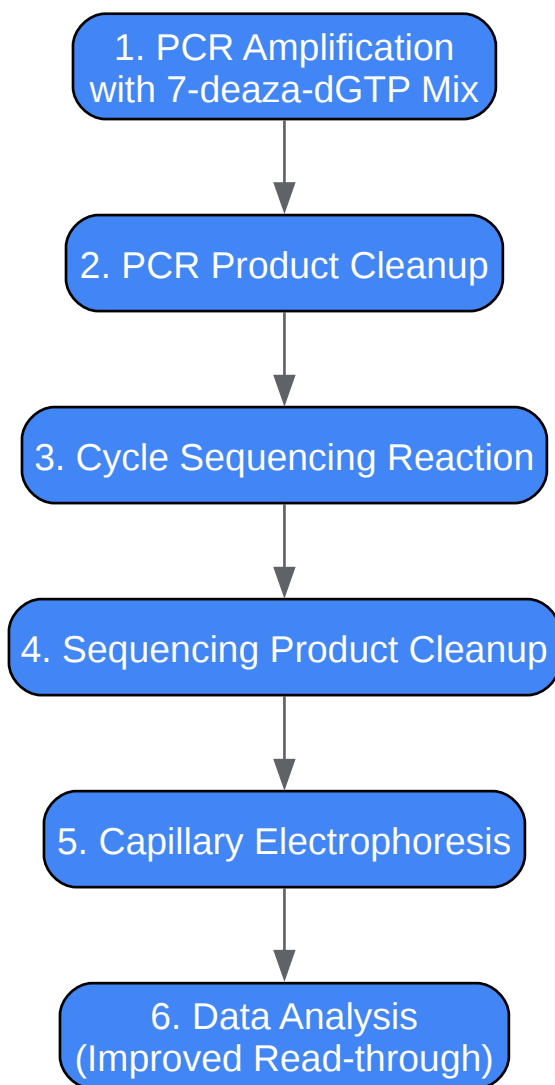 1. PCR Amplification
with 7-deaza-dGTP Mix
2. PCR Product Cleanup
3. Cycle Sequencing Reaction
4. Sequencing Product Cleanup
5. Capillary Electrophoresis
6. Data Analysis
(Improved Read-through)